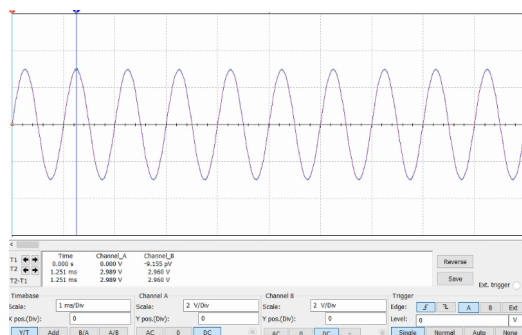 Time Channel_A Channel_B
T1 0.000 s 0.000 V -9.155 pV
T2 1.251 ms 2.989 V 2.960 V
T2-T1 1.251 ms 2.989 V 2.960 V
Reverse
Save
Ext. trigger
Timebase Channel A Channel B Trigger
Scale: 1 ms/Div Scale: 2 V/Div Scale: 2 V/Div Edge: A B Ext
X pos.(Div): 0 Y pos.(Div): 0 Y pos.(Div): 0 Level: 0 V
Y/T Add B/A A/B AC 0 DC AC 0 DC - Single Normal Auto None